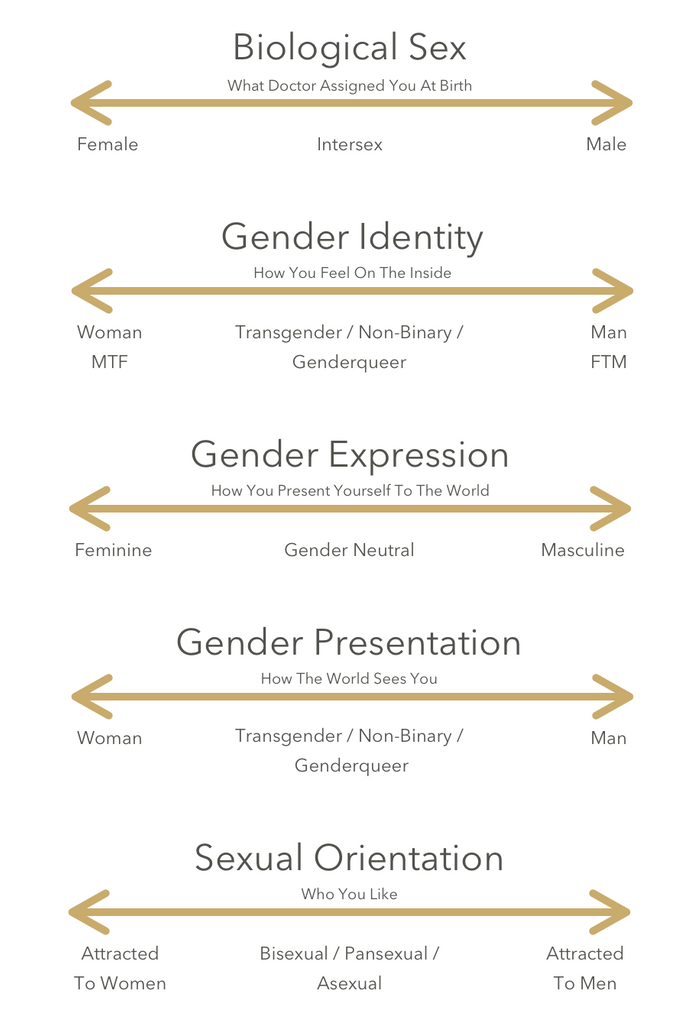 Biological Sex
What Doctor Assigned You At Birth
Female Intersex Male
Gender Identity
How You Feel On The Inside
Woman Transgender / Non-Binary / Man
MTF Genderqueer FTM
Gender Expression
How You Present Yourself To The World
Feminine Gender Neutral Masculine
Gender Presentation
How The World Sees You
Woman Transgender / Non-Binary / Man
Genderqueer
Sexual Orientation
Who You Like
Attracted Bisexual / Pansexual / Attracted
To Women Asexual To Men